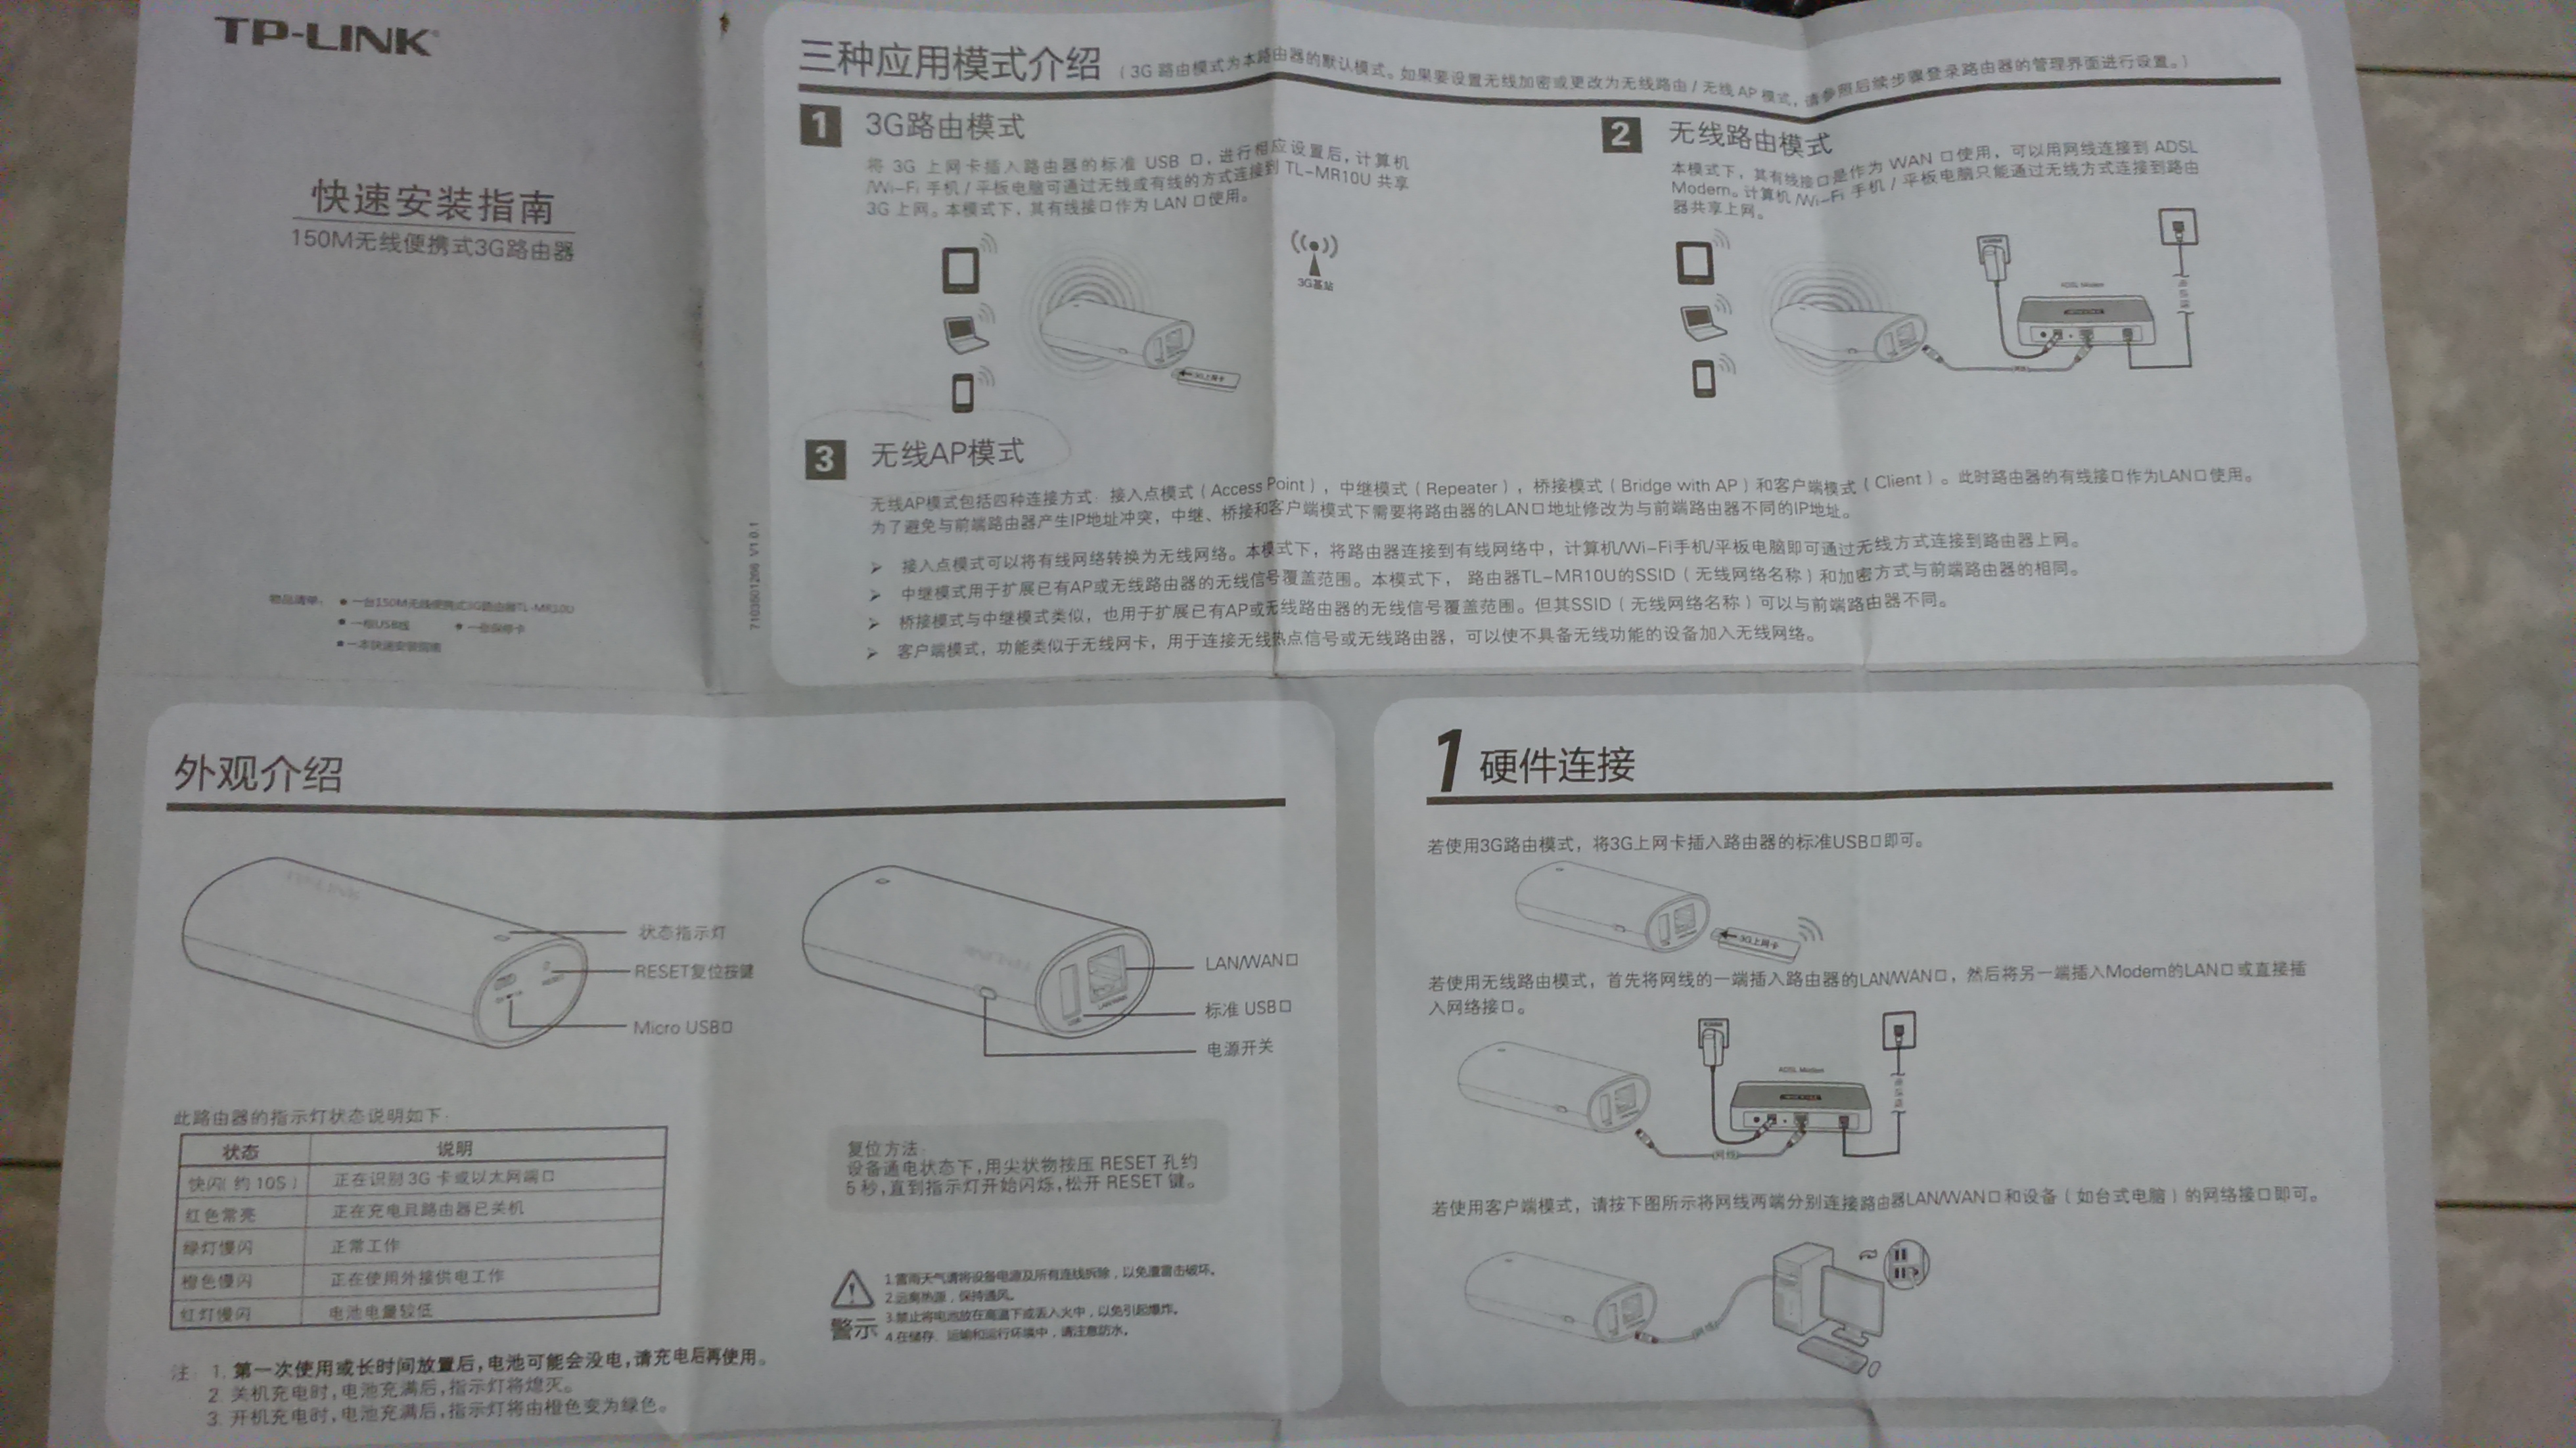 TP-LINK
快速安装指南
150M无线便携式3G路由器
物品清单:
一台150M无线便携式3G路由器TL-MR10U
一根USB线
一张保修卡
一本快速安装指南
7103501266 V1.0.1
三种应用模式介绍(3G 路由模式为本路由器的默认模式。如果要设置无线加密或更改为无线路由/无线 AP 模式,请参照后续步骤登录路由器的管理界面进行设置。)
1 3G路由模式
将 3G 上网卡插入路由器的标准 USB 口,进行相应设置后,计算机
/Wi-Fi 手机/平板电脑可通过无线或有线的方式连接到 TL-MR10U 共享
3G 上网。本模式下,其有线接口作为 LAN 口使用。
3G基站
3G上网卡
2 无线路由模式
本模式下,其有线接口是作为 WAN 口使用,可以用网线连接到 ADSL
Modem。计算机/Wi-Fi 手机/平板电脑只能通过无线方式连接到路由
器共享上网。
ADSL Modem
电话线
网线
3 无线AP模式
无线AP模式包括四种连接方式:接入点模式(Access Point),中继模式(Repeater),桥接模式(Bridge with AP)和客户端模式(Client)。此时路由器的有线接口作为LAN口使用。
为了避免与前端路由器产生IP地址冲突,中继、桥接和客户端模式下需要将路由器的LAN口地址修改为与前端路由器不同的IP地址。
➢ 接入点模式可以将有线网络转换为无线网络。本模式下,将路由器连接到有线网络中,计算机/Wi-Fi手机/平板电脑即可通过无线方式连接到路由器上网。
➢ 中继模式用于扩展已有AP或无线路由器的无线信号覆盖范围。本模式下, 路由器TL-MR10U的SSID(无线网络名称)和加密方式与前端路由器的相同。
➢ 桥接模式与中继模式类似,也用于扩展已有AP或无线路由器的无线信号覆盖范围。但其SSID(无线网络名称)可以与前端路由器不同。
➢ 客户端模式,功能类似于无线网卡,用于连接无线热点信号或无线路由器,可以使不具备无线功能的设备加入无线网络。
外观介绍
TP-LINK
状态指示灯
RESET复位按键
Micro USB口
LAN/WAN口
标准 USB口
电源开关
此路由器的指示灯状态说明如下:
状态 说明
快闪(约 10S) 正在识别 3G 卡或以太网端口
红色常亮 正在充电且路由器已关机
绿灯慢闪 正常工作
橙色慢闪 正在使用外接供电工作
红灯慢闪 电池电量较低
注: 1. 第一次使用或长时间放置后,电池可能会没电,请充电后再使用。
2. 关机充电时,电池充满后,指示灯将熄灭。
3. 开机充电时,电池充满后,指示灯将由橙色变为绿色。
复位方法:
设备通电状态下,用尖状物按压 RESET 孔约
5 秒,直到指示灯开始闪烁,松开 RESET 键。
警示
1.雷雨天气请将设备电源及所有连线拆除,以免遭雷击破坏。
2.远离热源,保持通风。
3.禁止将电池放在高温下或丢入火中,以免引起爆炸。
4.在储存、运输和运行环境中,请注意防水。
1 硬件连接
若使用3G路由模式,将3G上网卡插入路由器的标准USB口即可。
3G上网卡
若使用无线路由模式,首先将网线的一端插入路由器的LAN/WAN口,然后将另一端插入Modem的LAN口或直接插
入网络接口。
ADSL Modem
电话线
网线
若使用客户端模式,请按下图所示将网线两端分别连接路由器LAN/WAN口和设备(如台式电脑)的网络接口即可。
网线